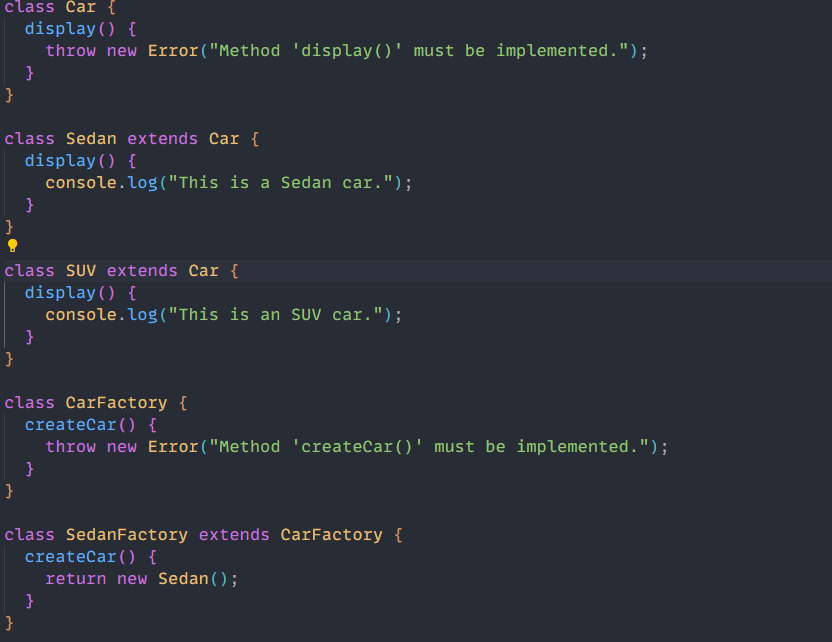 class Car {
  display() {
    throw new Error("Method 'display()' must be implemented.");
  }
}

class Sedan extends Car {
  display() {
    console.log("This is a Sedan car.");
  }
}

class SUV extends Car {
  display() {
    console.log("This is an SUV car.");
  }
}

class CarFactory {
  createCar() {
    throw new Error("Method 'createCar()' must be implemented.");
  }
}

class SedanFactory extends CarFactory {
  createCar() {
    return new Sedan();
  }
}